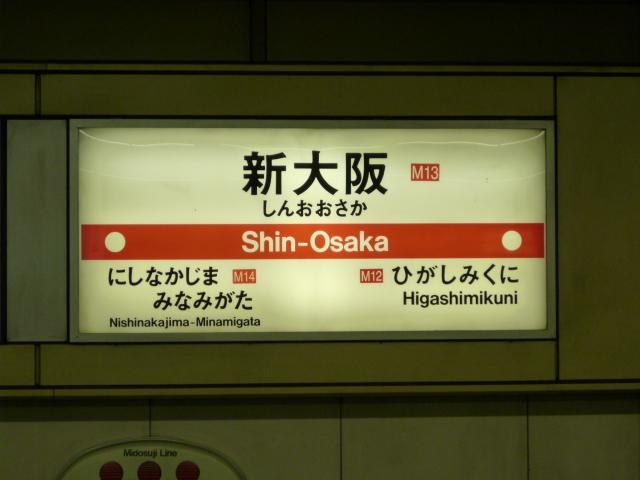 新大阪 M13
しんおおさか
Shin-Osaka
にしなかじま M14
みなみがた
Nishinakajima-Minamigata
M12 ひがしみくに
Higashimikuni
Midosuji Line